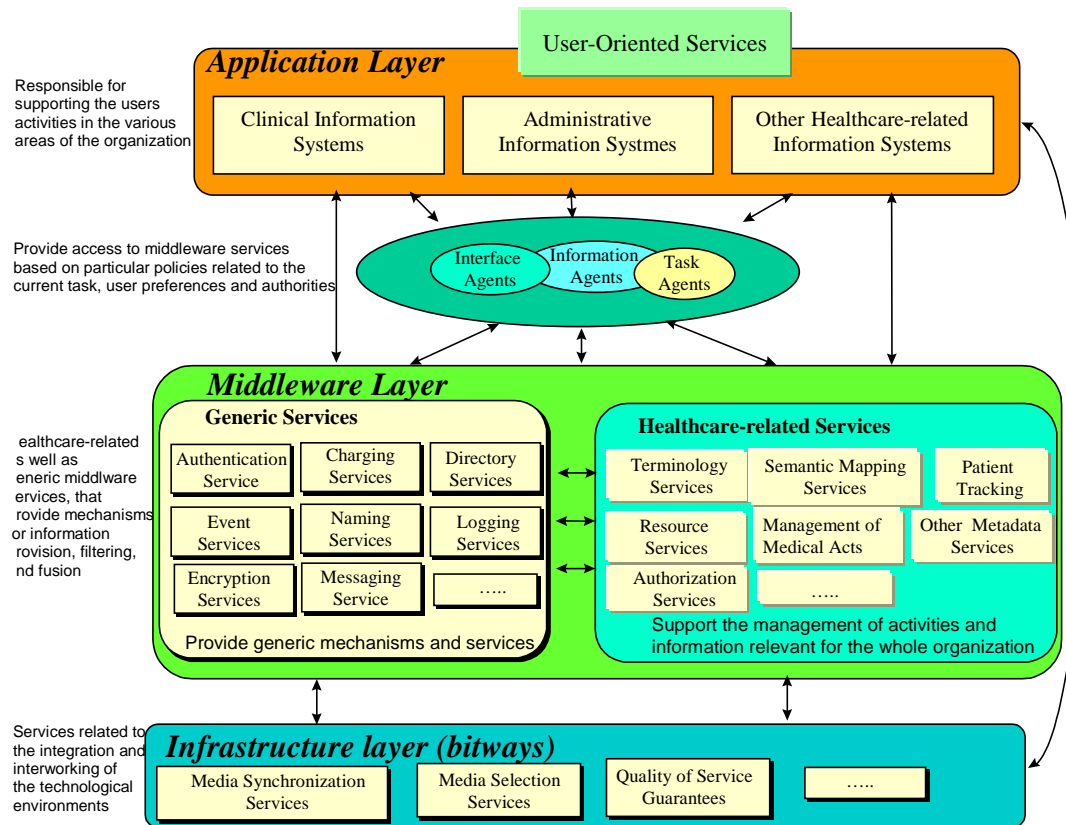 User-Oriented Services
Application Layer
Responsible for
supporting the users
activities in the various
areas of the organization
Clinical Information
Systems
Administrative
Information Systmes
Other Healthcare-related
Information Systems
Provide access to middleware services
based on particular policies related to the
current task, user preferences and authorities
Interface
Agents
Information
Agents
Task
Agents
Middleware Layer
Generic Services
Authentication
Service
Charging
Services
Directory
Services
Event
Services
Naming
Services
Logging
Services
Encryption
Services
Messaging
Service
…..
Provide generic mechanisms and services
Healthcare-related Services
Terminology
Services
Semantic Mapping
Services
Patient
Tracking
Resource
Services
Management of
Medical Acts
Other Metadata
Services
Authorization
Services
…..
Support the management of activities and
information relevant for the whole organization
ealthcare-related
s well as
eneric middlware
ervices, that
rovide mechanisms
or information
rovision, filtering,
nd fusion
Services related to
the integration and
interworking of
the technological
environments
Infrastructure layer (bitways)
Media Synchronization
Services
Media Selection
Services
Quality of Service
Guarantees
…..